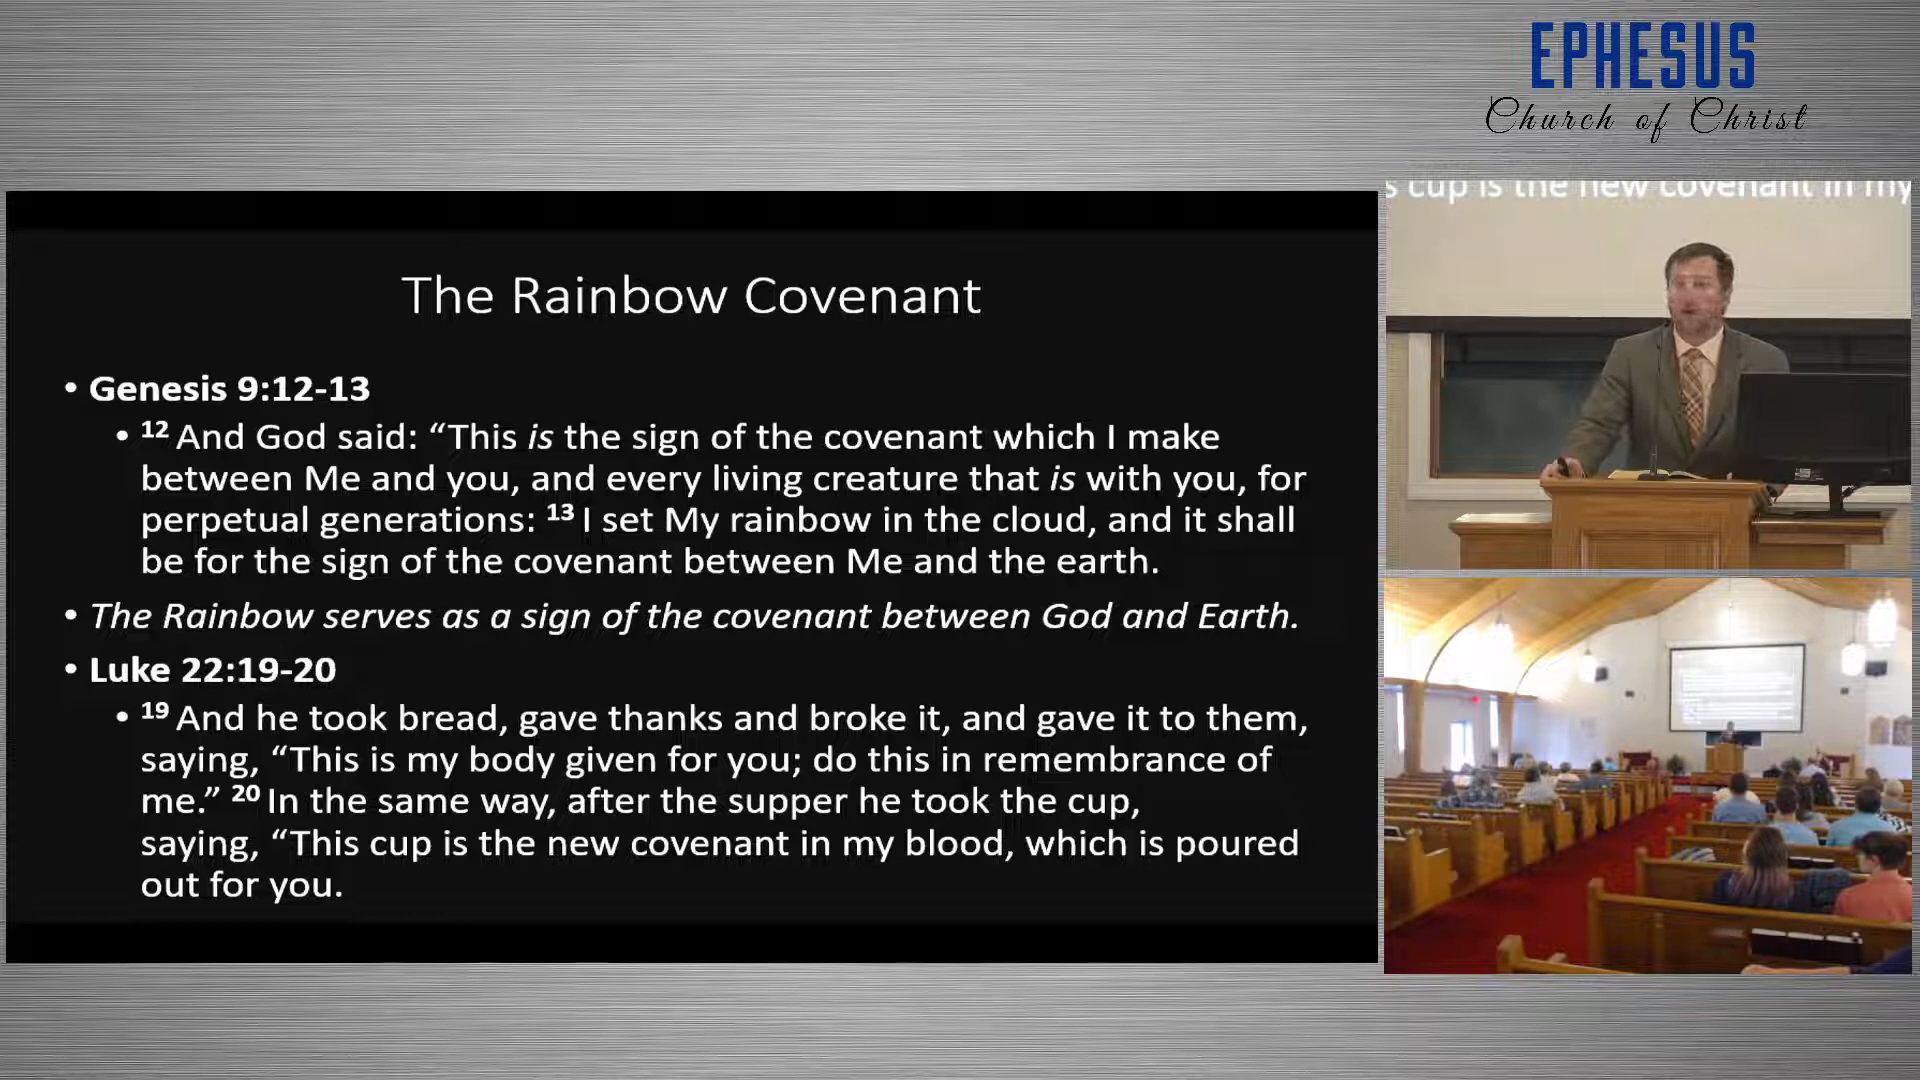 EPHESUS
Church of Christ
s cup is the new covenant in my
The Rainbow Covenant
• Genesis 9:12-13
• 12 And God said: “This is the sign of the covenant which I make
between Me and you, and every living creature that is with you, for
perpetual generations: 13 I set My rainbow in the cloud, and it shall
be for the sign of the covenant between Me and the earth.
• The Rainbow serves as a sign of the covenant between God and Earth.
• Luke 22:19-20
• 19 And he took bread, gave thanks and broke it, and gave it to them,
saying, “This is my body given for you; do this in remembrance of
me.” 20 In the same way, after the supper he took the cup,
saying, “This cup is the new covenant in my blood, which is poured
out for you.